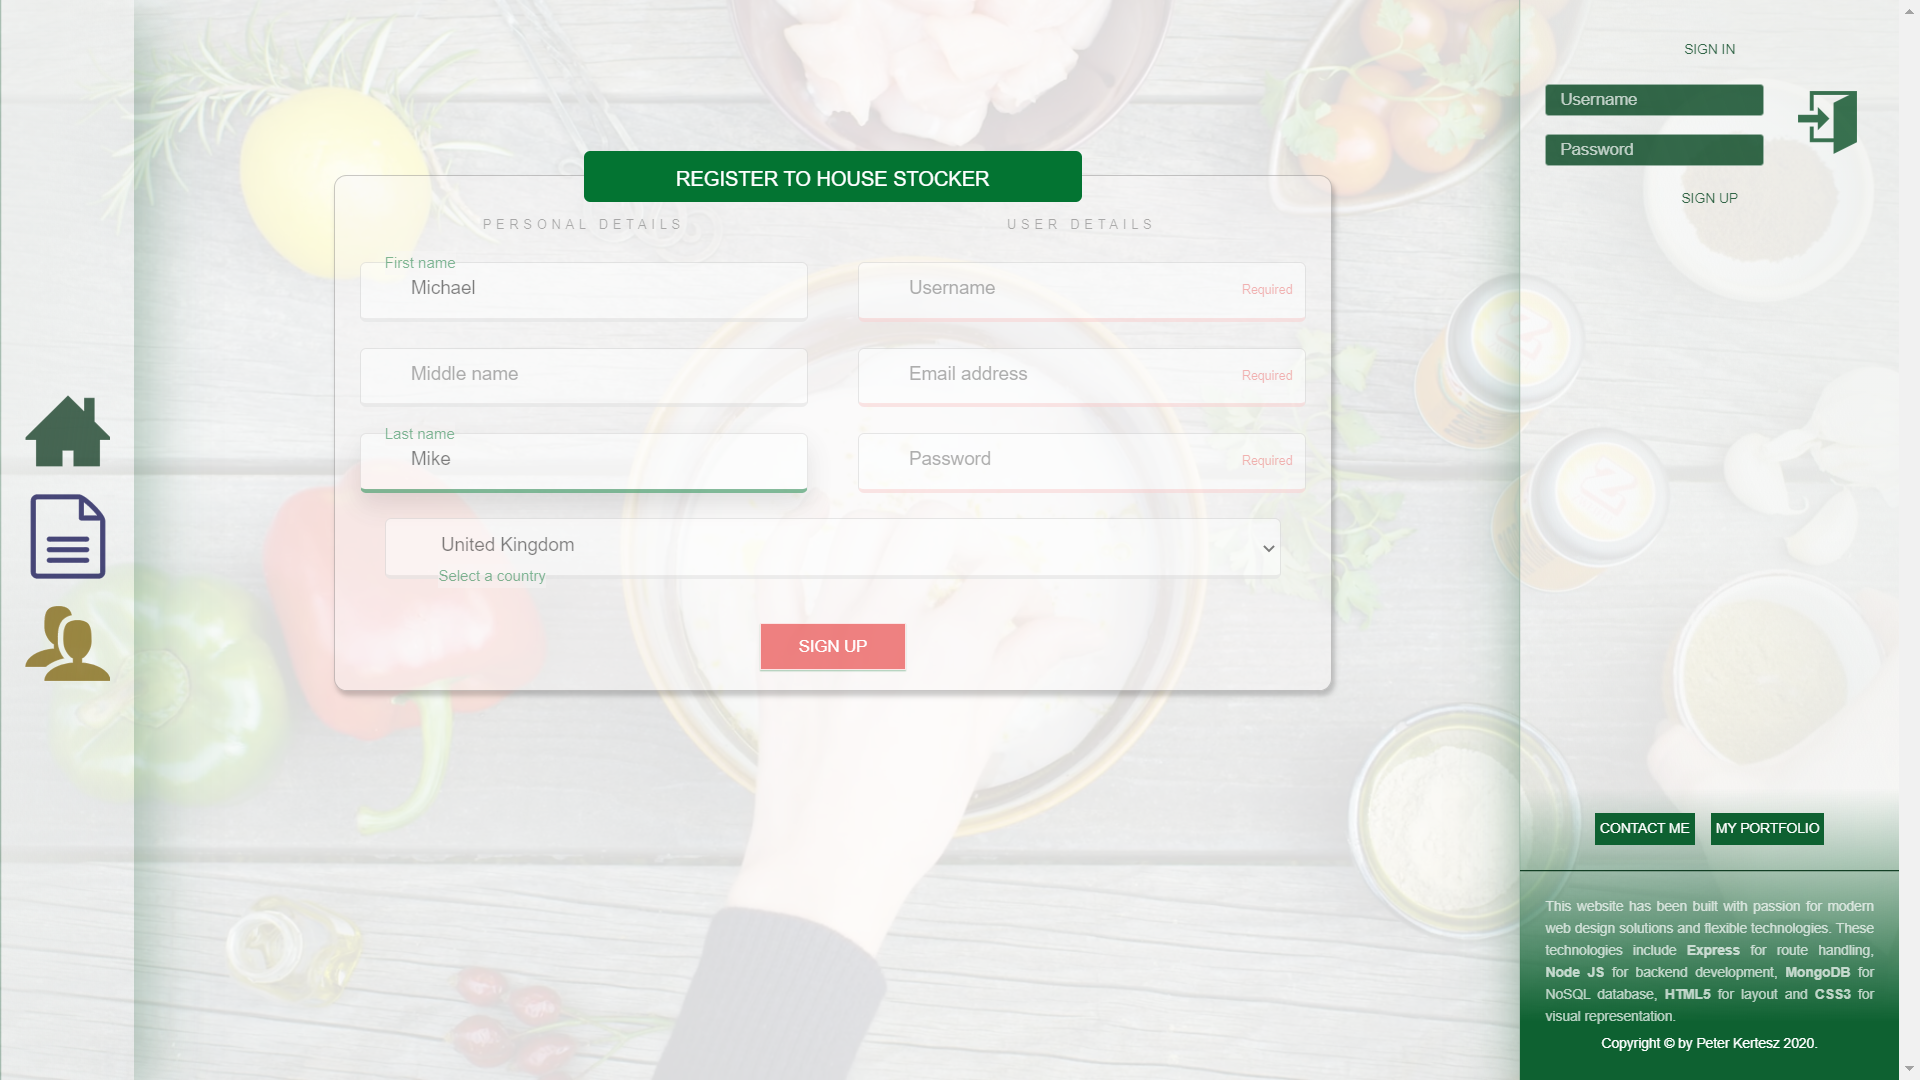 REGISTER TO HOUSE STOCKER
PERSONAL DETAILS
First name
Michael
Middle name
Last name
Mike
USER DETAILS
Username
Required
Email address
Required
Password
Required
United Kingdom
Select a country
SIGN UP
SIGN IN
Username
Password
SIGN UP
CONTACT ME
MY PORTFOLIO
This website has been built with passion for modern
web design solutions and flexible technologies. These
technologies include Express for route handling,
Node JS for backend development, MongoDB for
NoSQL database, HTML5 for layout and CSS3 for
visual representation.
Copyright © by Peter Kertesz 2020.